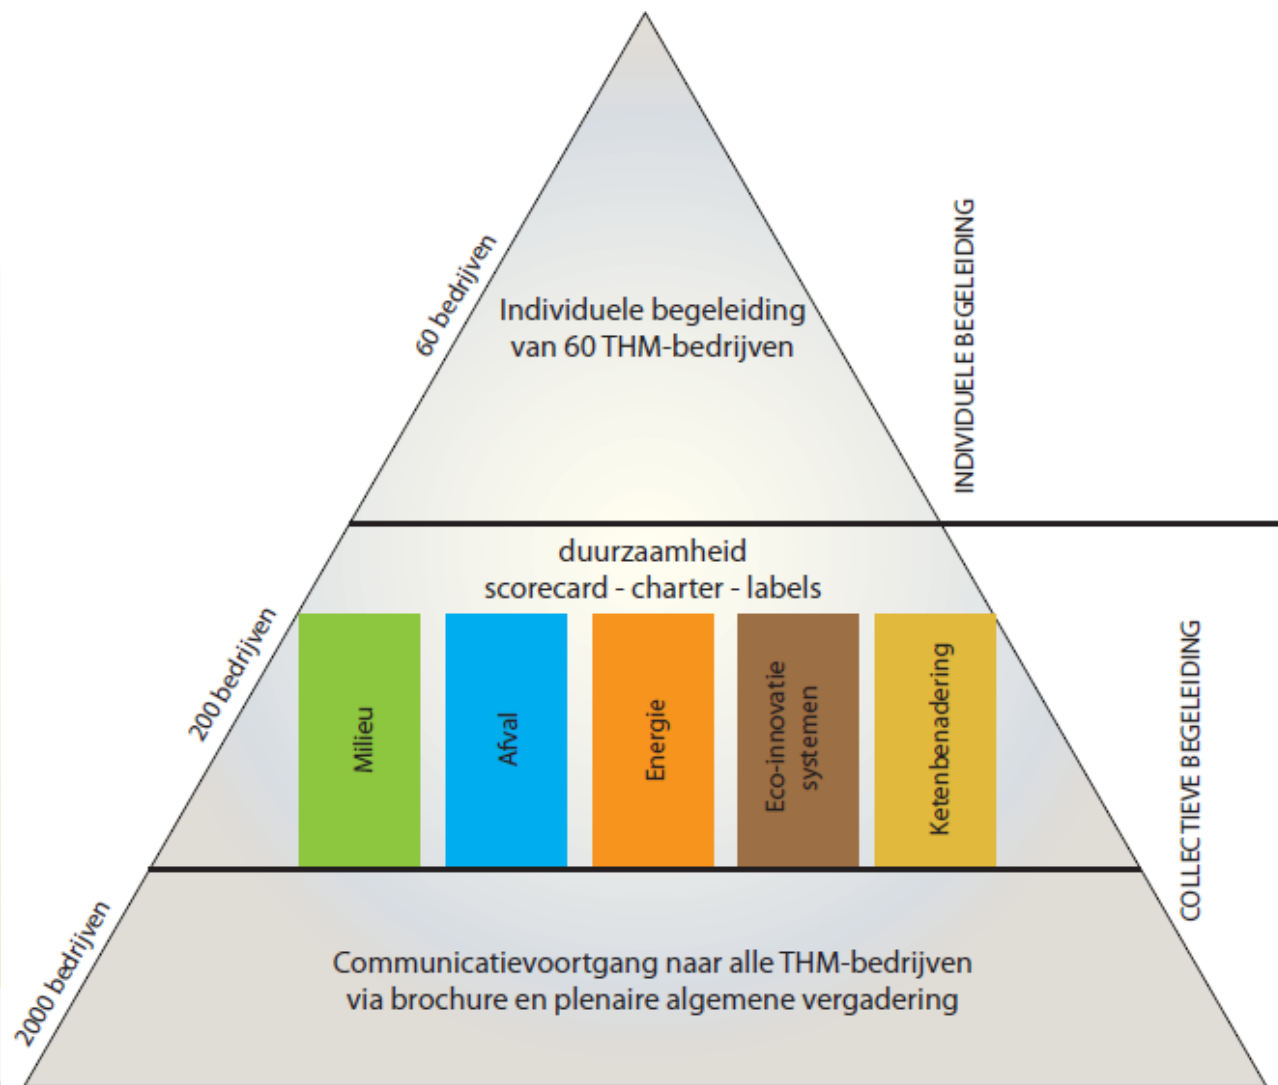 60 bedrijven
Individuele begeleiding
van 60 THM-bedrijven
INDIVIDUELE BEGELEIDING
200 bedrijven
duurzaamheid
scorecard - charter - labels
Milieu
Afval
Energie
Eco-innovatie
systemen
Ketenbenadering
COLLECTIEVE BEGELEIDING
2000 bedrijven
Communicatievoortgang naar alle THM-bedrijven
via brochure en plenaire algemene vergadering